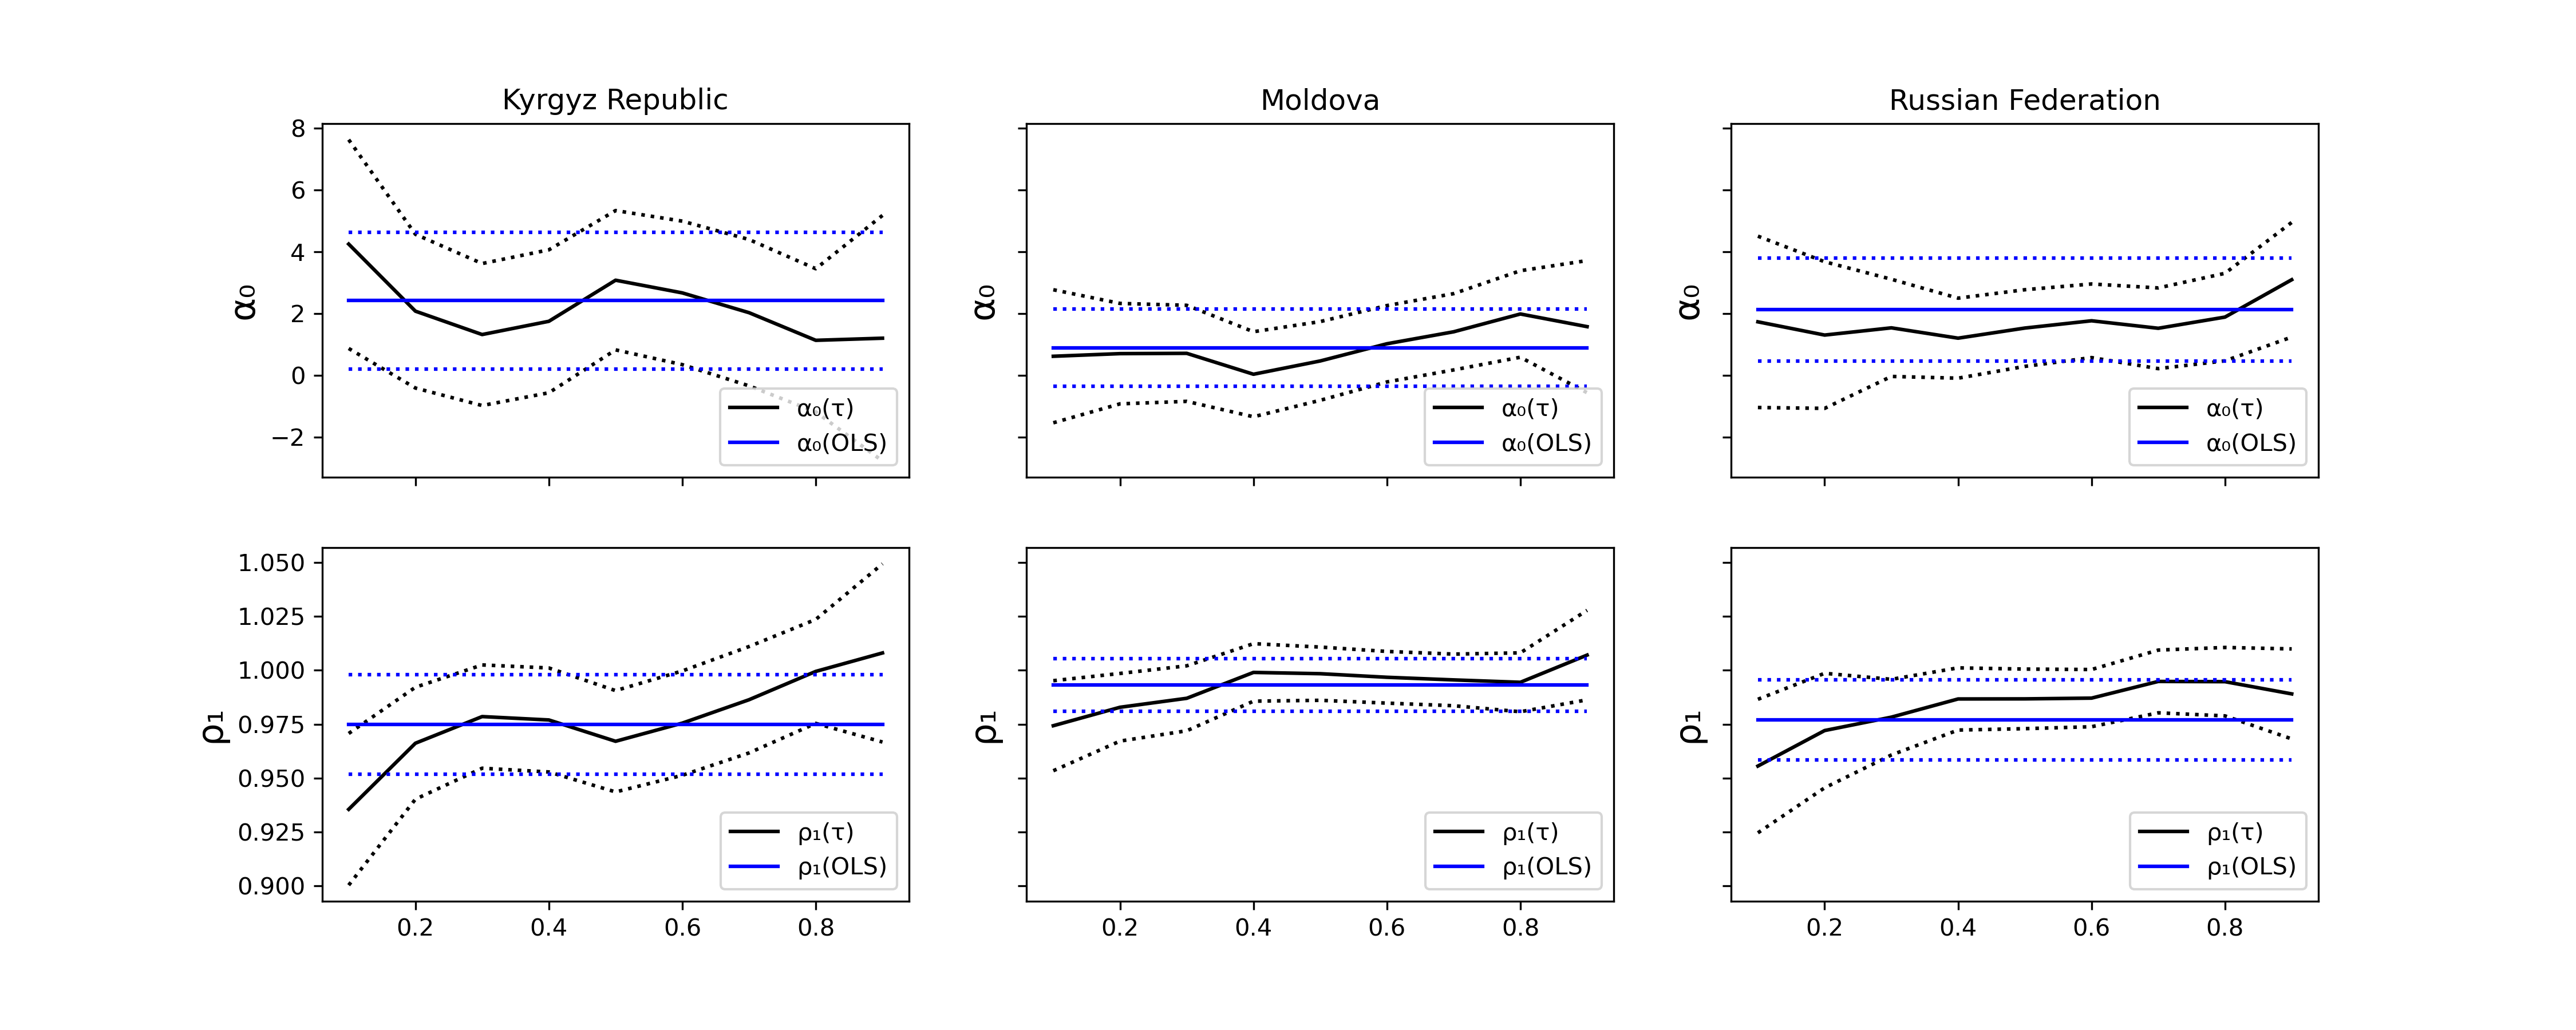 Kyrgyz Republic
Moldova
Russian Federation
α₀
8
6
4
2
0
−2
α₀(τ)
α₀(OLS)
α₀
α₀(τ)
α₀(OLS)
α₀
α₀(τ)
α₀(OLS)
ρ₁
1.050
1.025
1.000
0.975
0.950
0.925
0.900
ρ₁(τ)
ρ₁(OLS)
0.2 0.4 0.6 0.8
ρ₁
ρ₁(τ)
ρ₁(OLS)
0.2 0.4 0.6 0.8
ρ₁
ρ₁(τ)
ρ₁(OLS)
0.2 0.4 0.6 0.8